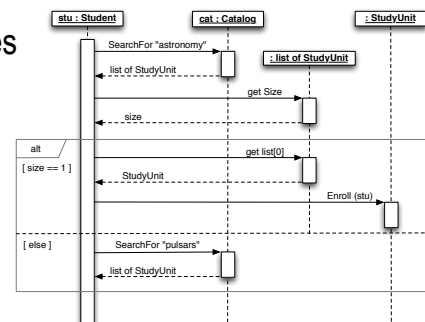 es
stu : Student
cat : Catalog
: StudyUnit
SearchFor "astronomy"
: list of StudyUnit
list of StudyUnit
get Size
size
alt
get list[0]
[ size == 1 ]
StudyUnit
Enroll (stu)
[ else ]
SearchFor "pulsars"
list of StudyUnit